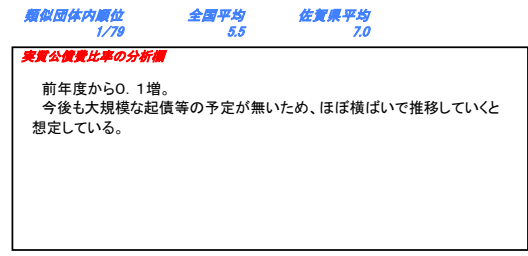 類似団体内順位 全国平均 佐賀県平均
1/79 5.5 7.0
実質公債費比率の分析欄
前年度から0.1増。
今後も大規模な起債等の予定が無いため、ほぼ横ばいで推移していくと
想定している。